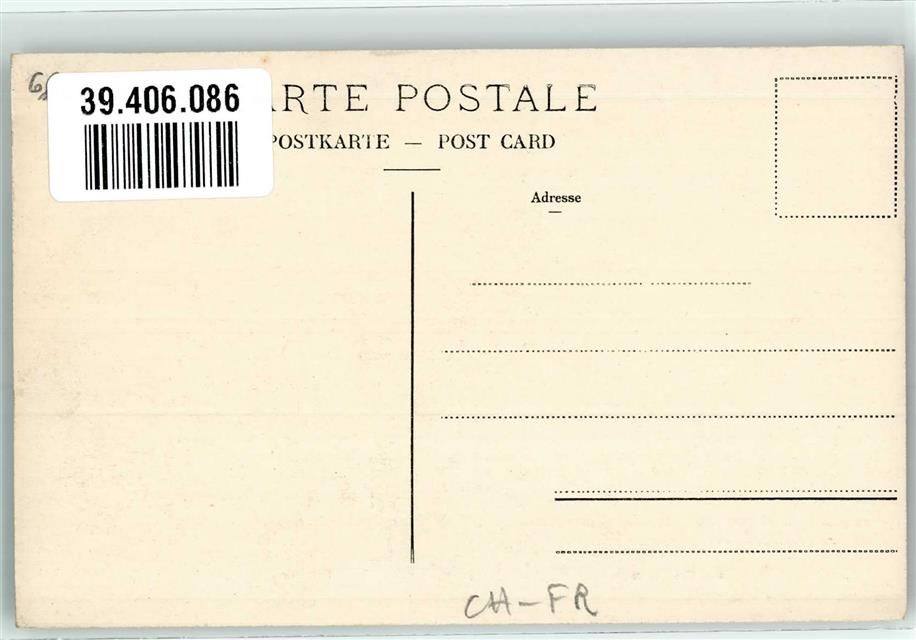 39.406.086
ARTE POSTALE
POSTKARTE — POST CARD
Adresse
CH-FR